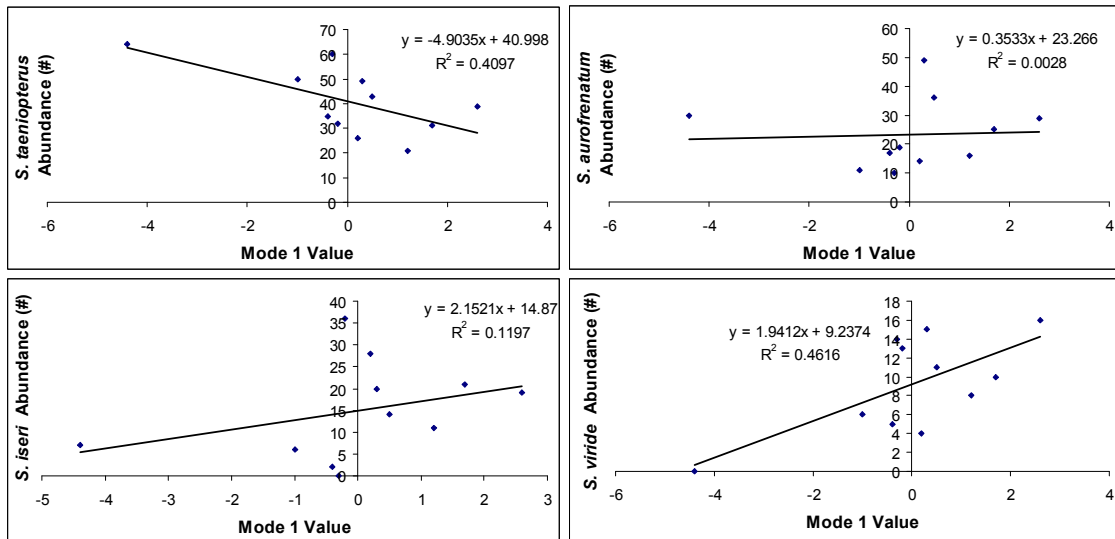 S. taeniopterus
Abundance (#)
70
60
50
40
30
20
10
0
y = -4.9035x + 40.998
R² = 0.4097
-6 -4 -2 0 2 4
Mode 1 Value
S. aurofrenatum
Abundance (#)
60
50
40
30
20
10
0
y = 0.3533x + 23.266
R² = 0.0028
-6 -4 -2 0 2 4
Mode 1 Value
S. iseri Abundance (#)
40
35
30
25
20
15
10
5
0
y = 2.1521x + 14.87
R² = 0.1197
-5 -4 -3 -2 -1 0 1 2 3
Mode 1 Value
S. viride Abundance (#)
18
16
14
12
10
8
6
4
2
0
y = 1.9412x + 9.2374
R² = 0.4616
-6 -4 -2 0 2 4
Mode 1 Value